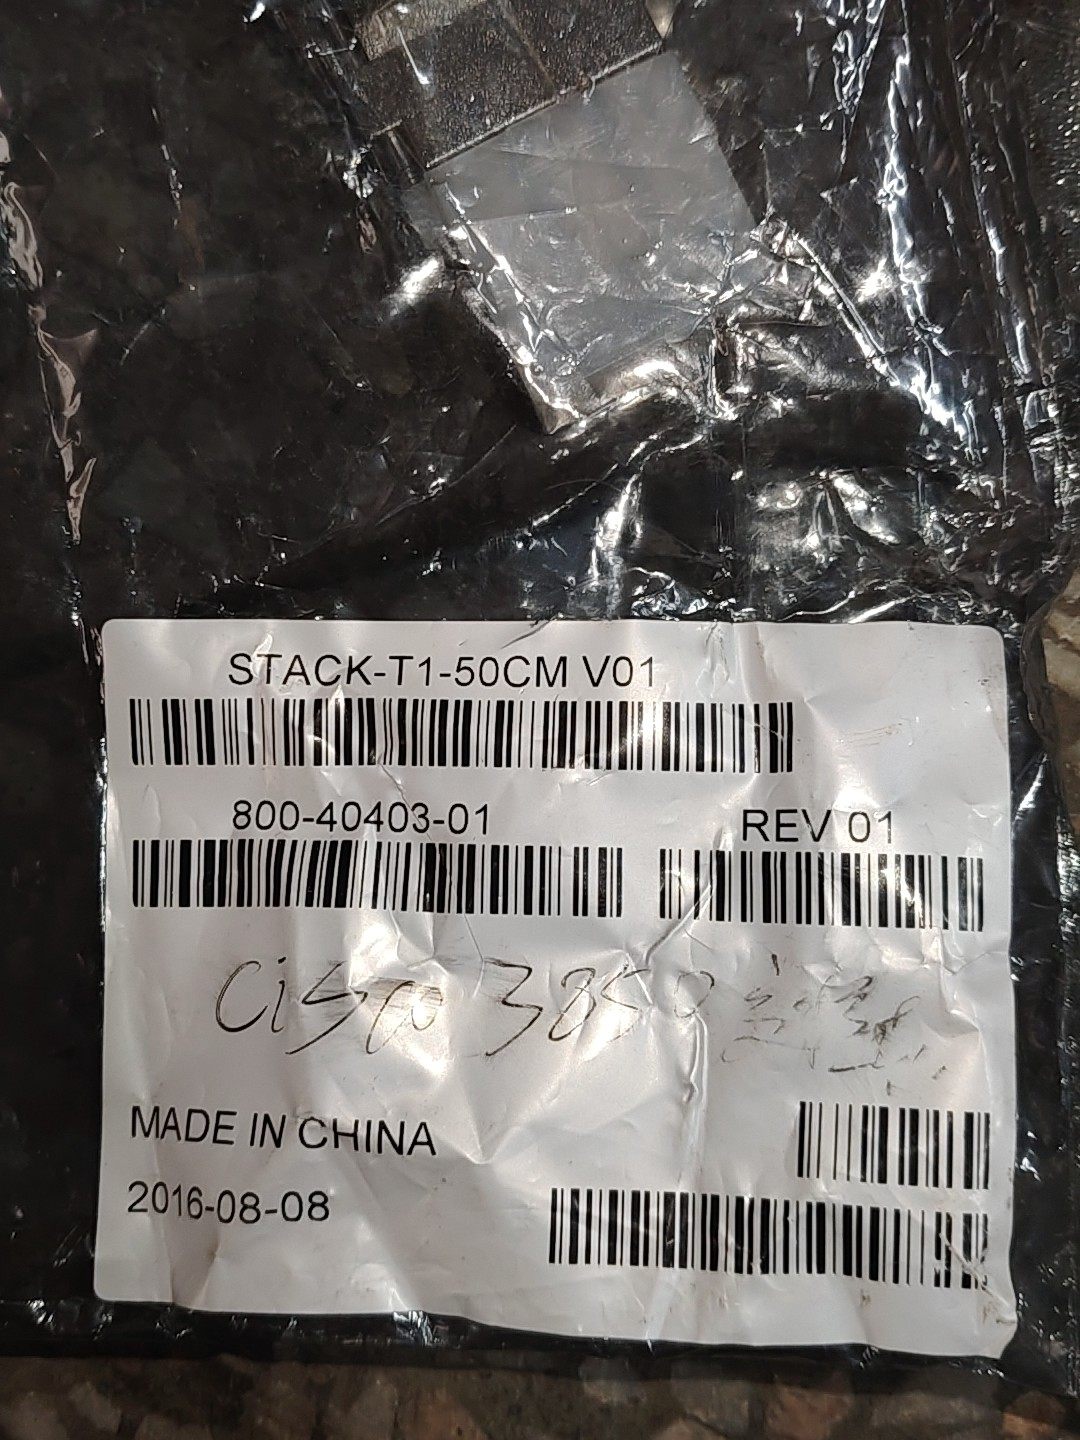 STACK-T1-50CM V01
800-40403-01 REV 01
Cisco 3850
MADE IN CHINA
2016-08-08